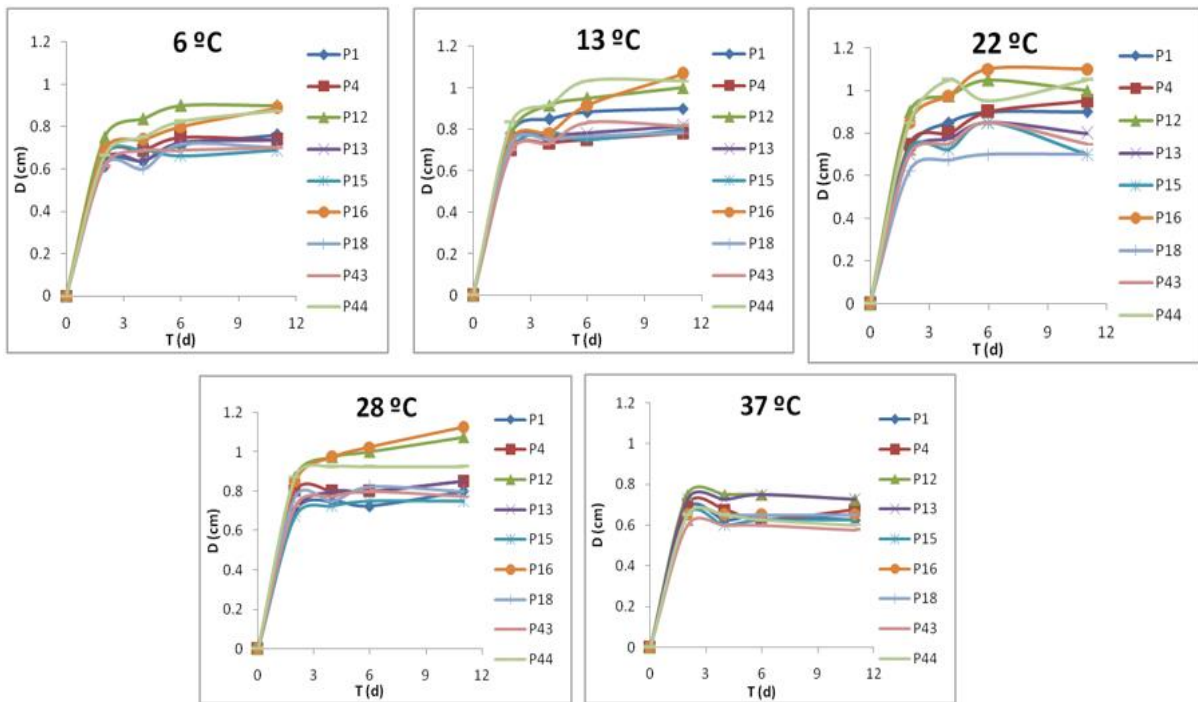 6 ºC
1.2
1
0.8
0.6
0.4
0.2
0
D (cm)
0 3 6 9 12
T (d)
P1
P4
P12
P13
P15
P16
P18
P43
P44
13 ºC
1.2
1
0.8
0.6
0.4
0.2
0
D (cm)
0 3 6 9 12
T (d)
P1
P4
P12
P13
P15
P16
P18
P43
P44
22 ºC
1.2
1
0.8
0.6
0.4
0.2
0
D (cm)
0 3 6 9 12
T (d)
P1
P4
P12
P13
P15
P16
P18
P43
P44
28 ºC
1.2
1
0.8
0.6
0.4
0.2
0
D (cm)
0 3 6 9 12
T (d)
P1
P4
P12
P13
P15
P16
P18
P43
P44
37 ºC
1.2
1
0.8
0.6
0.4
0.2
0
D (cm)
0 3 6 9 12
T (d)
P1
P4
P12
P13
P15
P16
P18
P43
P44